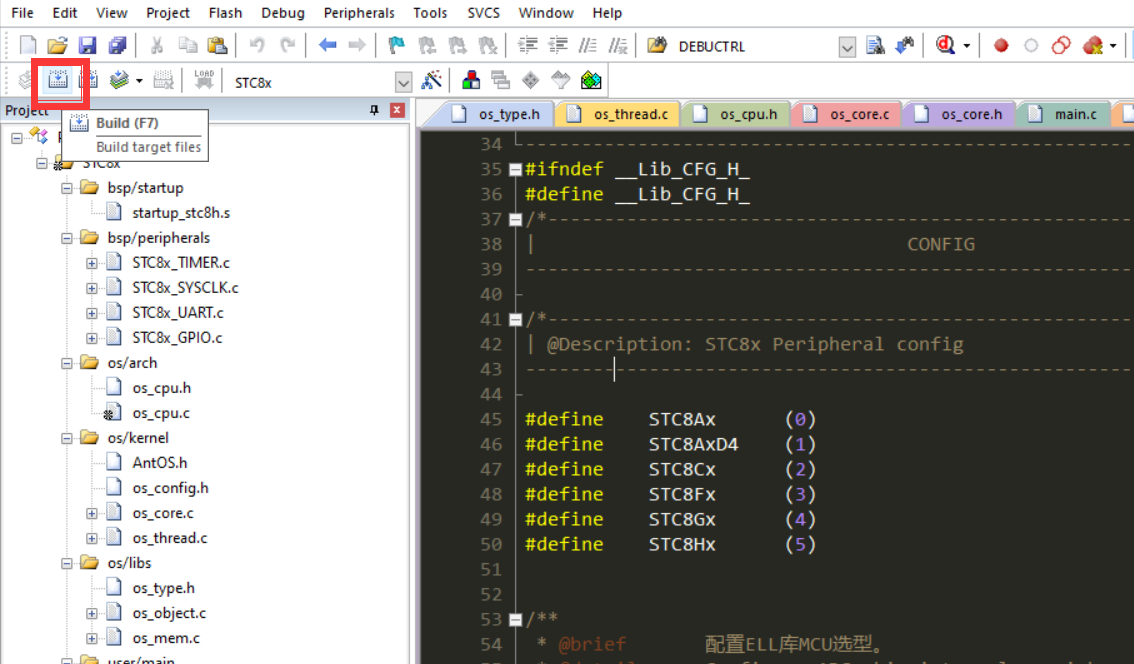 File Edit View Project Flash Debug Peripherals Tools SVCS Window Help
DEBUCTRL
LOAD STC8x
Project
Build (F7)
Build target files
STC8x
bsp/startup
startup_stc8h.s
bsp/peripherals
STC8x_TIMER.c
STC8x_SYSCLK.c
STC8x_UART.c
STC8x_GPIO.c
os/arch
os_cpu.h
os_cpu.c
os/kernel
AntOS.h
os_config.h
os_core.c
os_thread.c
os/libs
os_type.h
os_object.c
os_mem.c
user/main
os_type.h os_thread.c os_cpu.h os_core.c os_core.h main.c
34 ------------------------------------------------------
35 #ifndef __Lib_CFG_H_
36 #define __Lib_CFG_H_
37 /*----------------------------------------------------
38 | CONFIG
39 ------------------------------------------------------
40
41 /*----------------------------------------------------
42 | @Description: STC8x Peripheral config
43 ------------------------------------------------------
44
45 #define STC8Ax (0)
46 #define STC8AxD4 (1)
47 #define STC8Cx (2)
48 #define STC8Fx (3)
49 #define STC8Gx (4)
50 #define STC8Hx (5)
51
52
53 /**
54 * @brief 配置ELL库MCU选型。